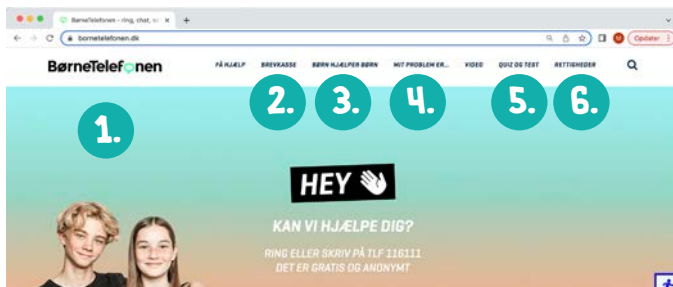 BørneTelefonen - ring, chat, sr
bornetelefonen.dk
Opdater
BørneTelefonen
FÅ HJÆLP BREVKASSE BØRN HJÆLPER BØRN MIT PROBLEM ER... VIDEO QUIZ OG TEST RETTIGHEDER
1. 2. 3. 4. 5. 6.
HEY
KAN VI HJÆLPE DIG?
RING ELLER SKRIV PÅ TLF 116111
DET ER GRATIS OG ANONYMT